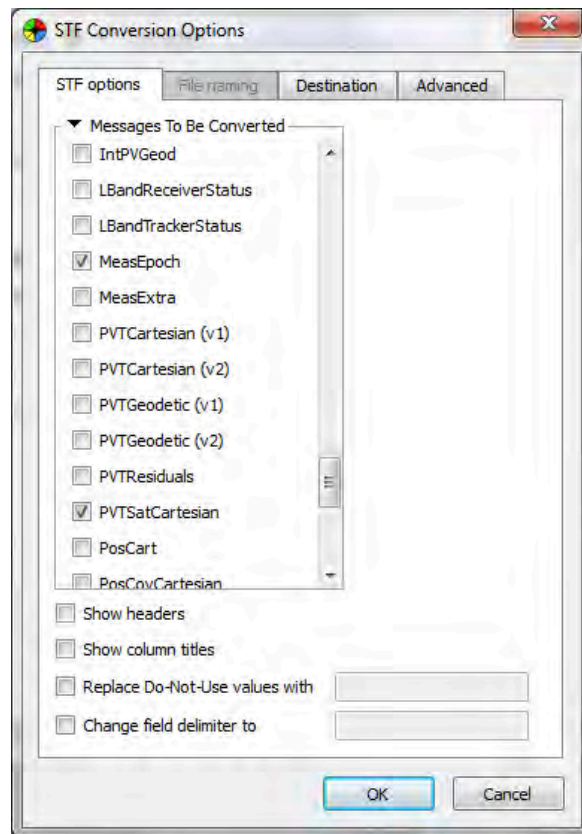 STF Conversion Options
STF options File naming Destination Advanced
Messages To Be Converted
IntPVGeod
LBandReceiverStatus
LBandTrackerStatus
MeasEpoch
MeasExtra
PVTCartesian (v1)
PVTCartesian (v2)
PVTGeodetic (v1)
PVTGeodetic (v2)
PVTResiduals
PVTSatCartesian
PosCart
PosCovCartesian
Show headers
Show column titles
Replace Do-Not-Use values with
Change field delimiter to
OK Cancel